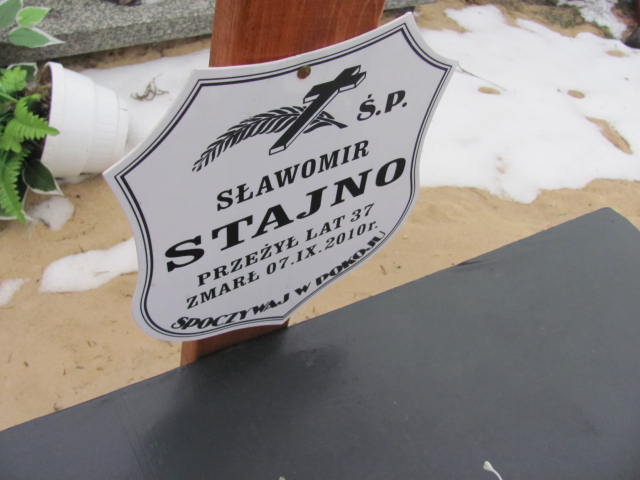 Ś.P.
SŁAWOMIR
STAJNO
PRZEŻYŁ LAT 37
ZMARŁ 07.IX.2010r.
SPOCZYWAJ W POKOJU